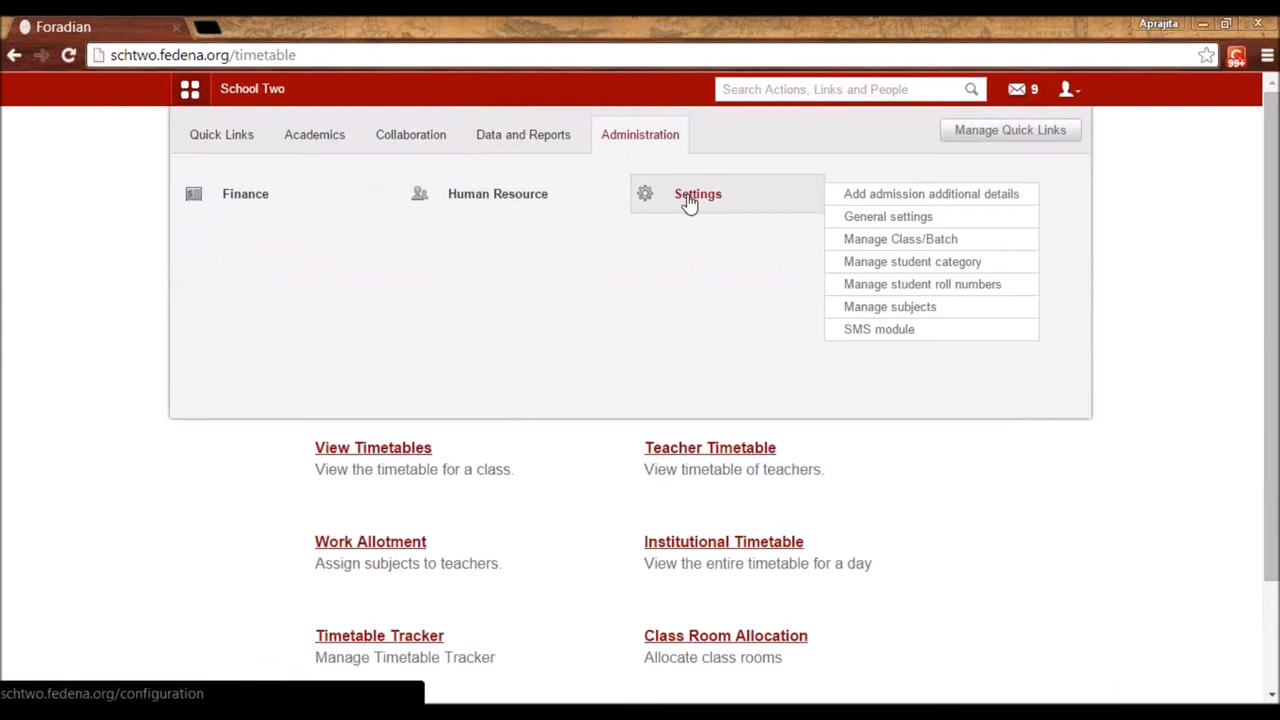 Foradian
Aprajita
schtwo.fedena.org/timetable
99+
School Two
Search Actions, Links and People
9
Quick Links
Academics
Collaboration
Data and Reports
Administration
Manage Quick Links
Finance
Human Resource
Settings
Add admission additional details
General settings
Manage Class/Batch
Manage student category
Manage student roll numbers
Manage subjects
SMS module
View Timetables
View the timetable for a class.
Teacher Timetable
View timetable of teachers.
Work Allotment
Assign subjects to teachers.
Institutional Timetable
View the entire timetable for a day
Timetable Tracker
Manage Timetable Tracker
Class Room Allocation
Allocate class rooms
schtwo.fedena.org/configuration